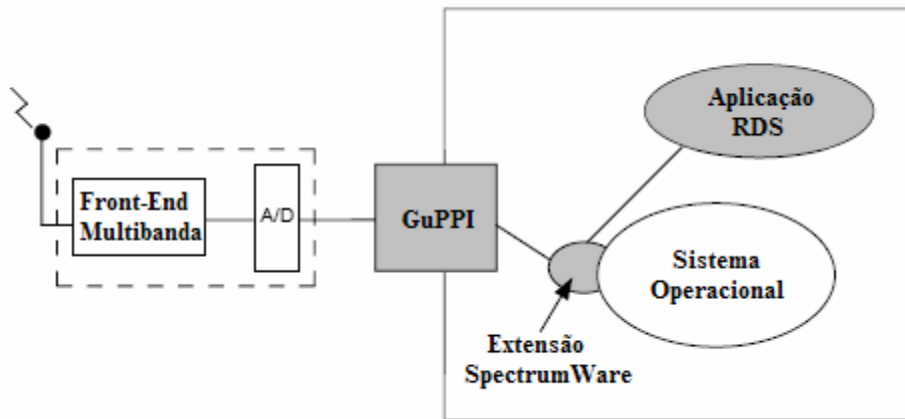 Aplicação
RDS
Front-End
Multibanda
A/D
GuPPI
Sistema
Operacional
Extensão
SpectrumWare